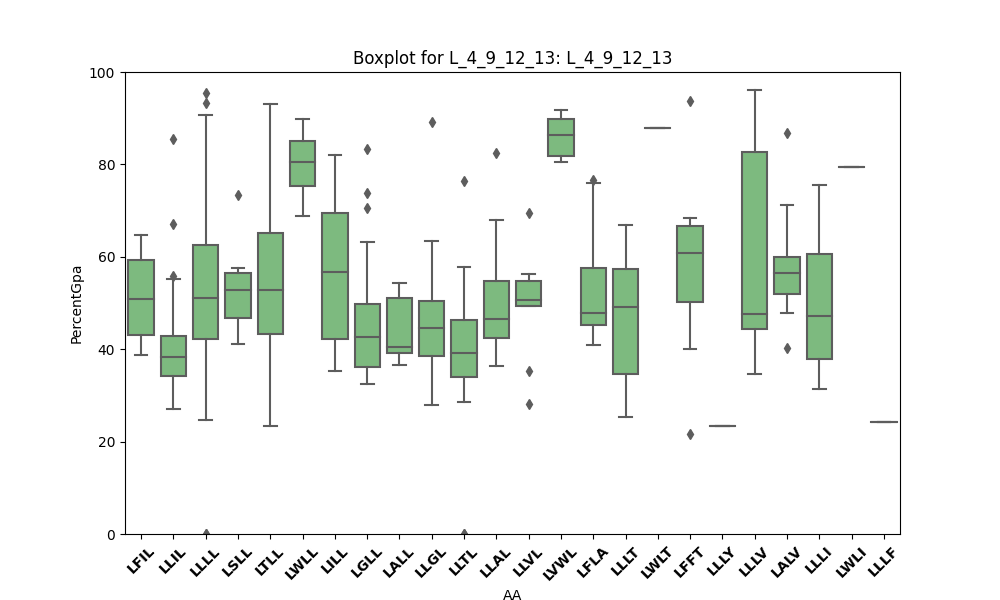 Boxplot for L_4_9_12_13: L_4_9_12_13
100
80
60
40
20
0
PercentGpa
LFIL LLIL LLLL LSLL LTLL LWLL LILL LGLL LALL LLGL LLTL LLAL LLVL LVWL LFLA LLLT LWLT LFFT LLLY LLLV LALV LLLI LWLI LLLF
AA